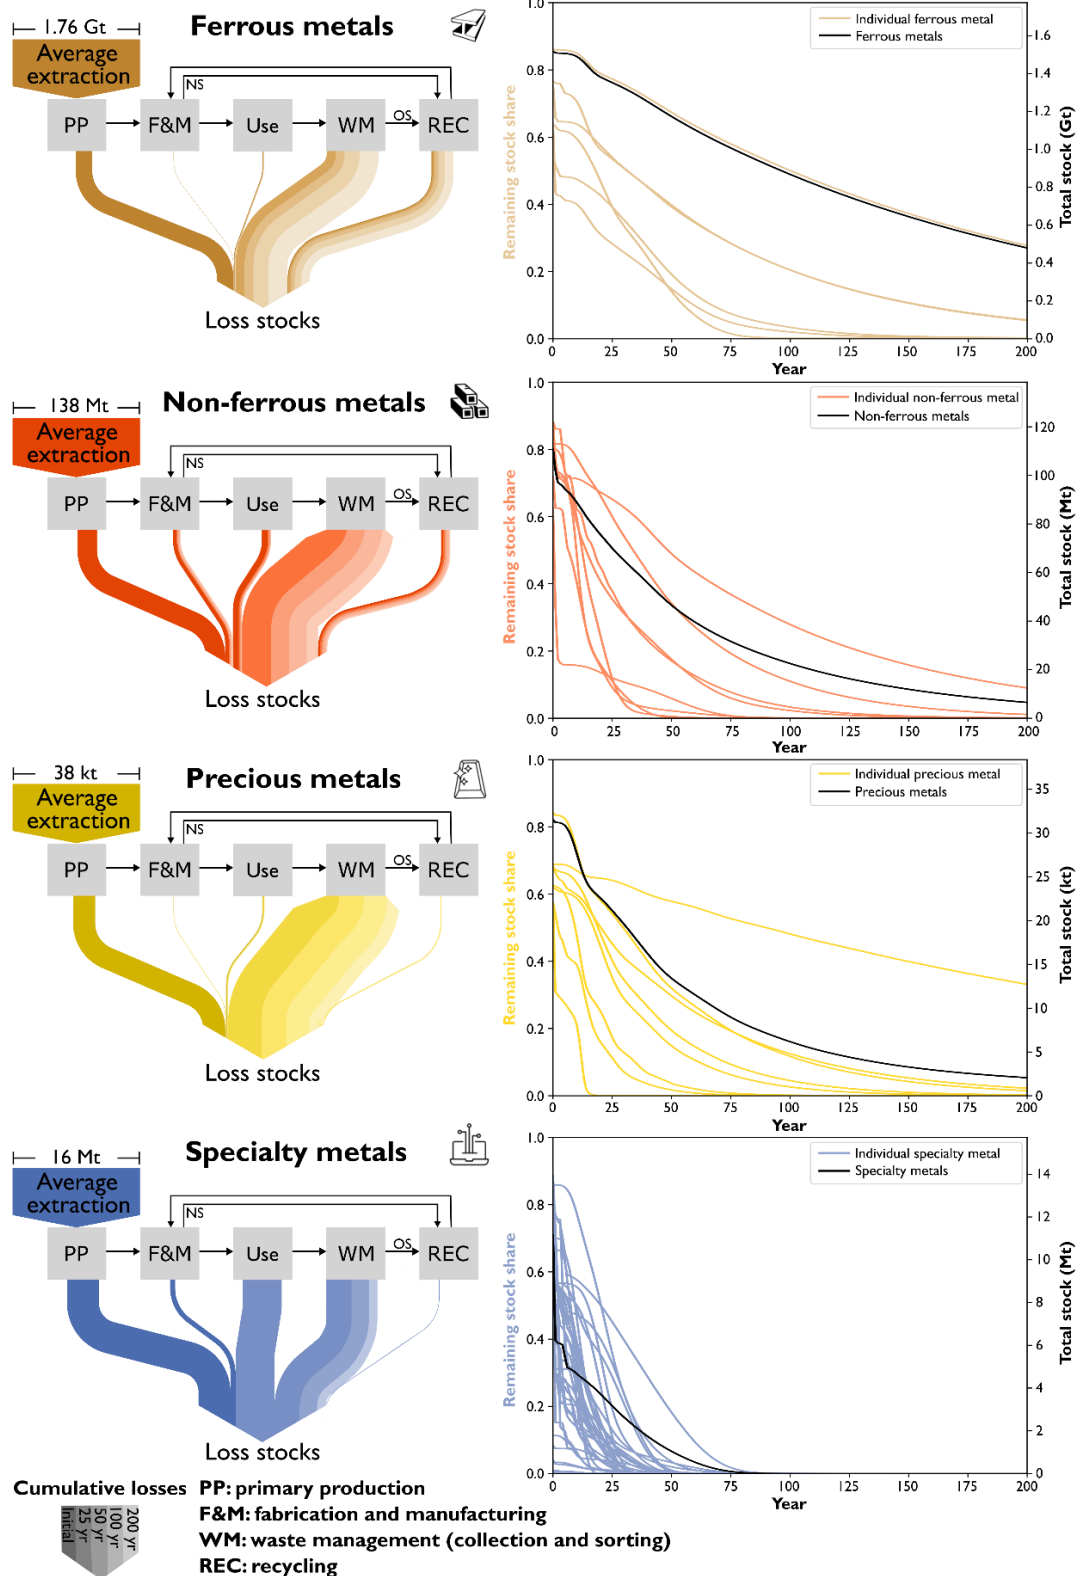 Ferrous metals
1.76 Gt
Average
extraction
NS
PP
F&M
Use
WM
OS
REC
Loss stocks
Individual ferrous metal
Ferrous metals
Remaining stock share
1.0
0.8
0.6
0.4
0.2
0.0
Total stock (Gt)
1.6
1.4
1.2
1.0
0.8
0.6
0.4
0.2
0.0
0 25 50 75 100 125 150 175 200
Year
Non-ferrous metals
138 Mt
Average
extraction
NS
PP
F&M
Use
WM
OS
REC
Loss stocks
Individual non-ferrous metal
Non-ferrous metals
Remaining stock share
1.0
0.8
0.6
0.4
0.2
0.0
Total stock (Mt)
120
100
80
60
40
20
0
0 25 50 75 100 125 150 175 200
Year
Precious metals
38 kt
Average
extraction
NS
PP
F&M
Use
WM
OS
REC
Loss stocks
Individual precious metal
Precious metals
Remaining stock share
1.0
0.8
0.6
0.4
0.2
0.0
Total stock (kt)
35
30
25
20
15
10
5
0
0 25 50 75 100 125 150 175 200
Year
Specialty metals
16 Mt
Average
extraction
NS
PP
F&M
Use
WM
OS
REC
Loss stocks
Individual specialty metal
Specialty metals
Remaining stock share
1.0
0.8
0.6
0.4
0.2
0.0
Total stock (Mt)
14
12
10
8
6
4
2
0
0 25 50 75 100 125 150 175 200
Year
Cumulative losses
Initial
25 yr
50 yr
100 yr
200 yr
PP: primary production
F&M: fabrication and manufacturing
WM: waste management (collection and sorting)
REC: recycling